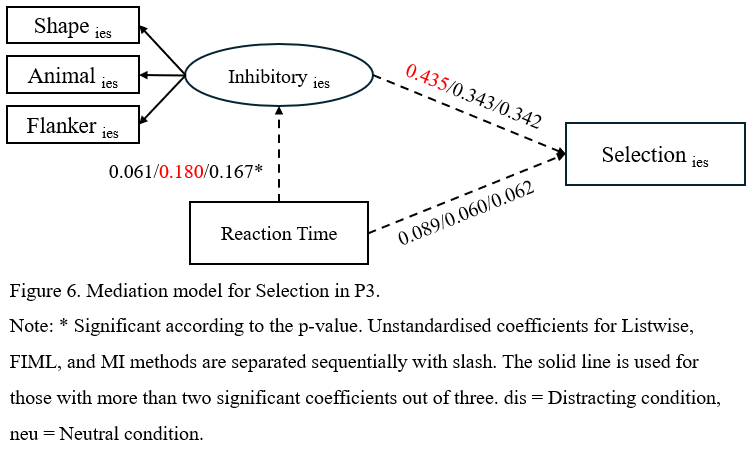 Shape ies
Animal ies
Flanker ies
Inhibitory ies
0.435/0.343/0.342
Selection ies
0.061/0.180/0.167*
Reaction Time
0.089/0.060/0.062
Figure 6. Mediation model for Selection in P3.
Note: * Significant according to the p-value. Unstandardised coefficients for Listwise,
FIML, and MI methods are separated sequentially with slash. The solid line is used for
those with more than two significant coefficients out of three. dis = Distracting condition,
neu = Neutral condition.